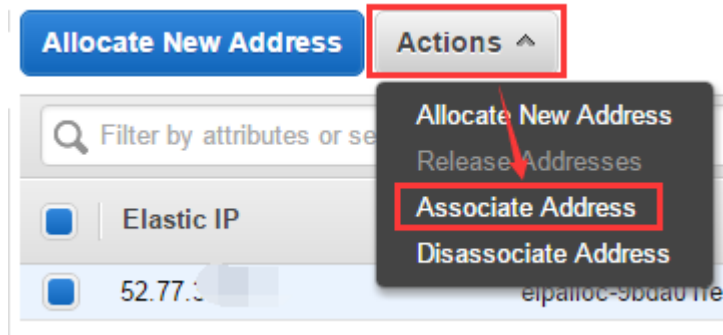 Allocate New Address Actions
Allocate New Address
Filter by attributes or se
Release Addresses
Associate Address
Elastic IP
Disassociate Address
52.77.